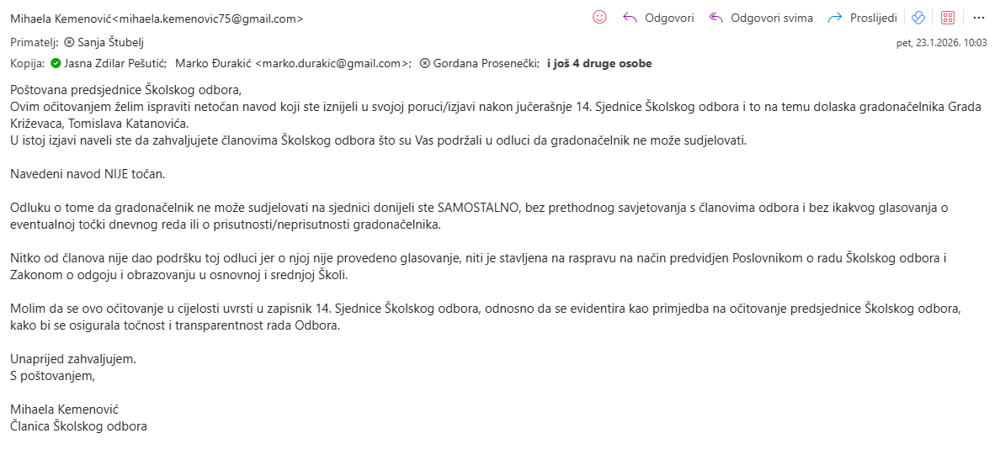 Mihaela Kemenović<mihaela.kemenovic75@gmail.com>
Odgovori
Odgovori svima
Proslijedi
Primatelj: Sanja Štubelj
pet, 23.1.2026. 10:03
Kopija: Jasna Zdilar Pešutić; Marko Đurakić <marko.durakic@gmail.com>; Gordana Prosenečki; i još 4 druge osobe
Poštovana predsjednice Školskog odbora,
Ovim očitovanjem želim ispraviti netočan navod koji ste iznijeli u svojoj poruci/izjavi nakon jučerašnje 14. Sjednice Školskog odbora i to na temu dolaska gradonačelnika Grada
Križevaca, Tomislava Katanovića.
U istoj izjavi naveli ste da zahvaljujete članovima Školskog odbora što su Vas podržali u odluci da gradonačelnik ne može sudjelovati.
Navedeni navod NIJE točan.
Odluku o tome da gradonačelnik ne može sudjelovati na sjednici donijeli ste SAMOSTALNO, bez prethodnog savjetovanja s članovima odbora i bez ikakvog glasovanja o
eventualnoj točki dnevnog reda ili o prisutnosti/neprisutnosti gradonačelnika.
Nitko od članova nije dao podršku toj odluci jer o njoj nije provedeno glasovanje, niti je stavljena na raspravu na način predvidjen Poslovnikom o radu Školskog odbora i
Zakonom o odgoju i obrazovanju u osnovnoj i srednjoj Školi.
Molim da se ovo očitovanje u cijelosti uvrsti u zapisnik 14. Sjednice Školskog odbora, odnosno da se evidentira kao primjedba na očitovanje predsjednice Školskog odbora,
kako bi se osigurala točnost i transparentnost rada Odbora.
Unaprijed zahvaljujem.
S poštovanjem,
Mihaela Kemenović
Članica Školskog odbora